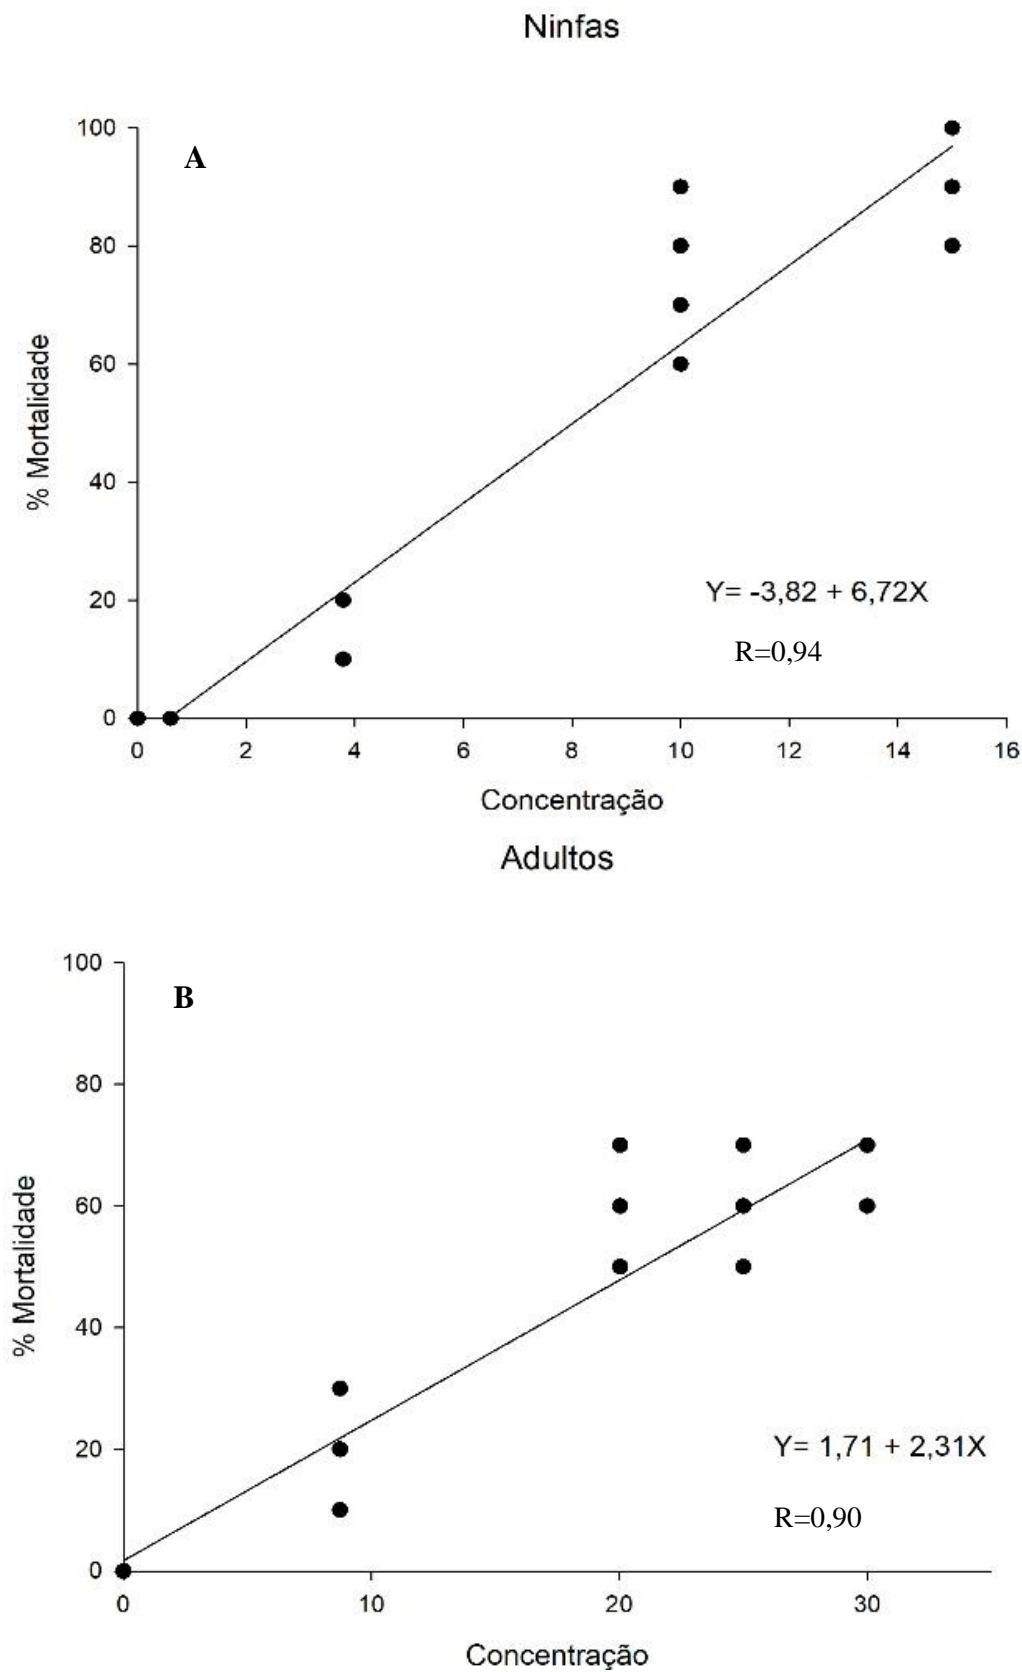 Ninfas
A
100
80
60
40
20
0
% Mortalidade
Y= -3,82 + 6,72X
R=0,94
0 2 4 6 8 10 12 14 16
Concentração
Adultos
B
100
80
60
40
20
0
% Mortalidade
Y= 1,71 + 2,31X
R=0,90
0 10 20 30
Concentração